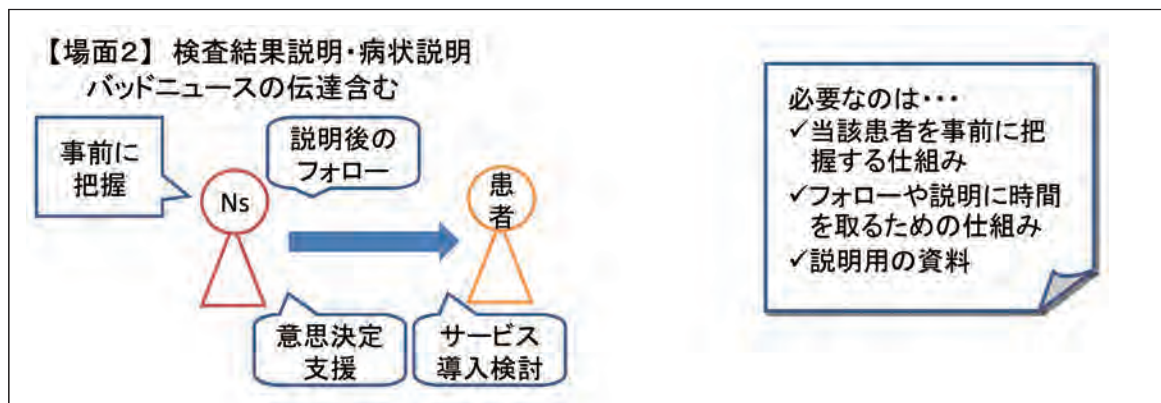 【場面2】 検査結果説明・病状説明
バッドニュースの伝達含む
事前に
把握
説明後の
フォロー
Ns
患
者
意思決定
支援
サービス
導入検討
必要なのは・・・
✓当該患者を事前に把
握する仕組み
✓フォローや説明に時間
を取るための仕組み
✓説明用の資料